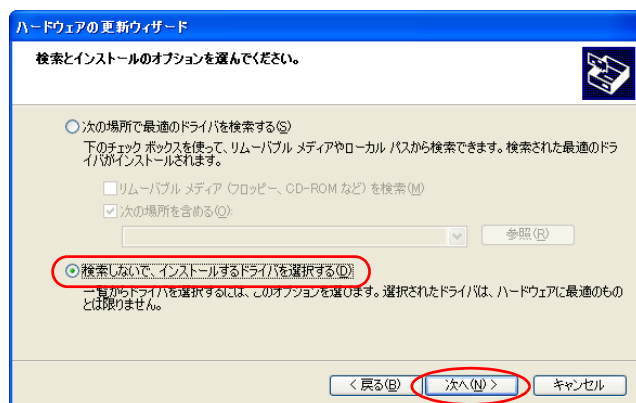 ハードウェアの更新ウィザード
検索とインストールのオプションを選んでください。
次の場所で最適のドライバを検索する(S)
下のチェック ボックスを使って、リムーバブル メディアやローカル パスから検索できます。検索された最適のドラ
イバがインストールされます。
リムーバブル メディア (フロッピー、CD-ROM など) を検索(M)
次の場所を含める(O):
参照(R)
検索しないで、インストールするドライバを選択する(D)
一覧からドライバを選択するには、このオプションを選びます。選択されたドライバは、ハードウェアに最適のもの
とは限りません。
< 戻る(B) 次へ(N) > キャンセル